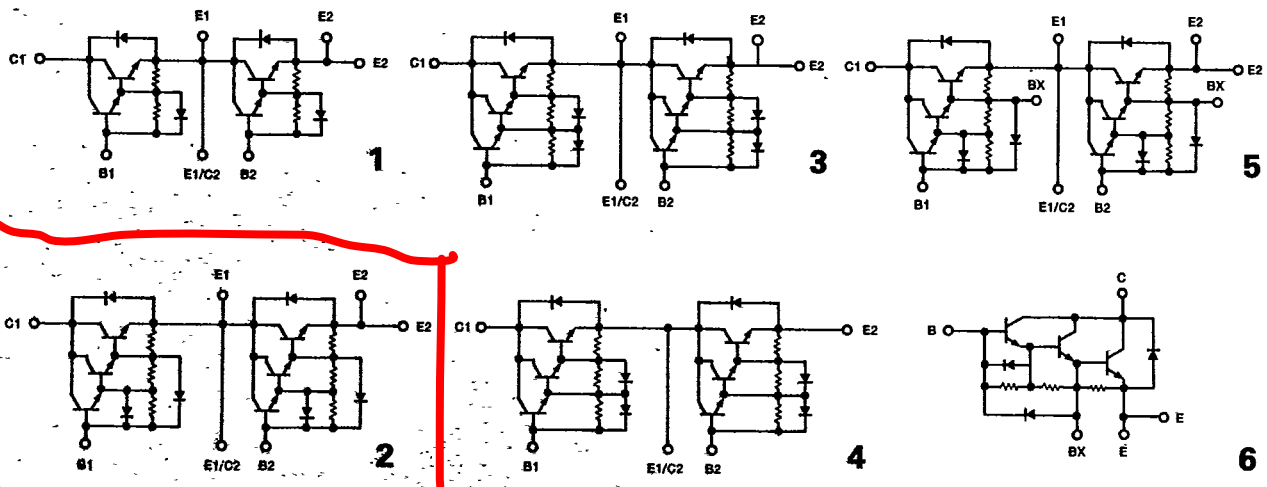 E1 E2
C1 E2
B1 E1/C2 B2
1
E1 E2
C1 E2
B1 E1/C2 B2
3
E1 E2
C1 BX BX E2
B1 E1/C2 B2
5
E1 E2
C1 E2
B1 E1/C2 B2
2
C1 E2
B1 E1/C2 B2
4
C
B
E
BX E
6